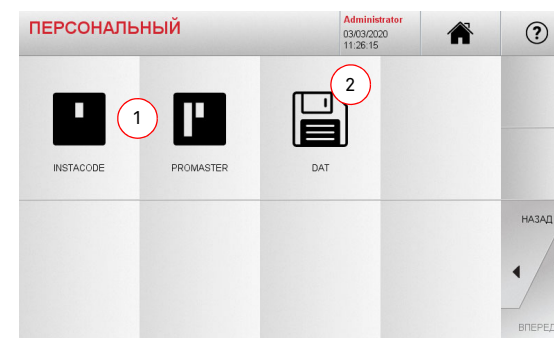 ПЕРСОНАЛЬНЫЙ
Administrator
03/03/2020
11:26:15
?
1
2
INSTACODE
PROMASTER
DAT
НАЗАД
ВПЕРЕД